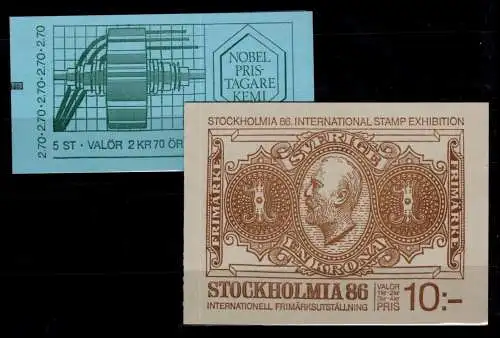 2.70·2.70·2.70·2.70·2.70
NOBEL
PRIS-
TAGARE
KEMI
5 ST · VALÖR 2 KR 70 ÖR
STOCKHOLMIA 86. INTERNATIONAL STAMP EXHIBITION
SVERIGE
FRIMÄRKE
1
1
FRIMÄRKE
EN KRONA
STOCKHOLMIA 86
INTERNATIONELL FRIMÄRKSUTSTÄLLNING
VALÖR
PRIS 10:-